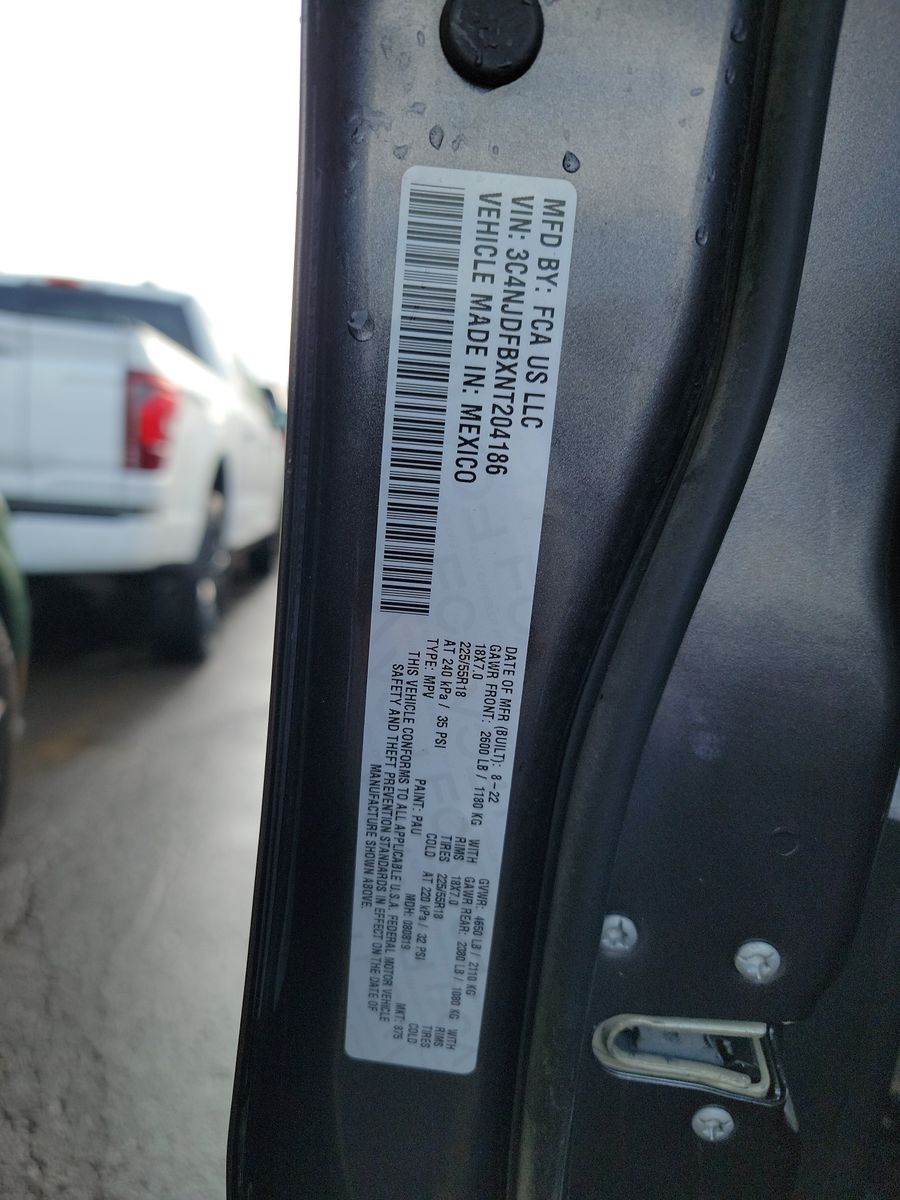 MFD BY: FCA US LLC
VIN: 3C4NJDFBXNT204186
VEHICLE MADE IN: MEXICO
DATE OF MFR (BUILT): 8-22 GVWR: 4650 LB / 2110 KG
GAWR FRONT: 2600 LB / 1180 KG WITH GAWR REAR: 2380 LB / 1080 KG WITH
18X7.0 RIMS 18X7.0 RIMS
225/55R18 TIRES 225/55R18 TIRES
AT 240 kPa / 35 PSI COLD AT 220 kPa / 32 PSI COLD
TYPE: MPV PAINT: PAU MDH: 080819 MKT: 875
THIS VEHICLE CONFORMS TO ALL APPLICABLE U.S.A. FEDERAL MOTOR VEHICLE
SAFETY AND THEFT PREVENTION STANDARDS IN EFFECT ON THE DATE OF
MANUFACTURE SHOWN ABOVE.